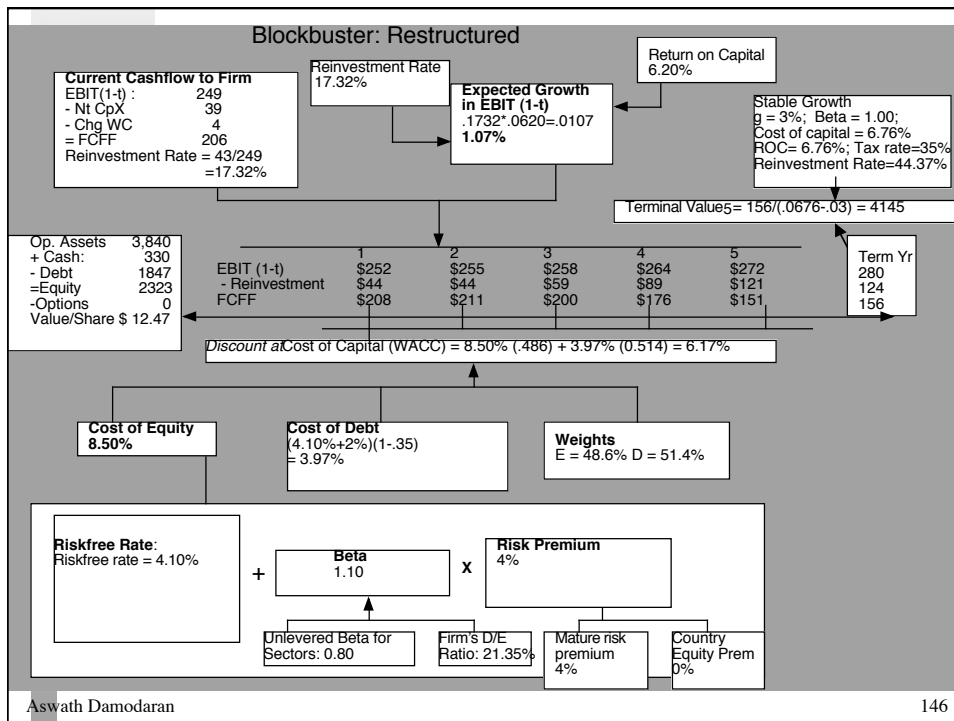 Blockbuster: Restructured
Current Cashflow to Firm
EBIT(1-t) : 249
- Nt CpX 39
- Chg WC 4
= FCFF 206
Reinvestment Rate = 43/249
=17.32%
Reinvestment Rate
17.32%
Expected Growth
in EBIT (1-t)
.1732*.0620=.0107
1.07%
Return on Capital
6.20%
Stable Growth
g = 3%; Beta = 1.00;
Cost of capital = 6.76%
ROC= 6.76%; Tax rate=35%
Reinvestment Rate=44.37%
Terminal Value5= 156/(.0676-.03) = 4145
Op. Assets 3,840
+ Cash: 330
- Debt 1847
=Equity 2323
-Options 0
Value/Share $ 12.47
1 2 3 4 5
EBIT (1-t) $252 $255 $258 $264 $272
- Reinvestment $44 $44 $59 $89 $121
FCFF $208 $211 $200 $176 $151
Term Yr
280
124
156
Discount at Cost of Capital (WACC) = 8.50% (.486) + 3.97% (0.514) = 6.17%
Cost of Equity
8.50%
Cost of Debt
(4.10%+2%)(1-.35)
= 3.97%
Weights
E = 48.6% D = 51.4%
Riskfree Rate:
Riskfree rate = 4.10%
+
Beta
1.10
X
Risk Premium
4%
Unlevered Beta for
Sectors: 0.80
Firm's D/E
Ratio: 21.35%
Mature risk
premium
4%
Country
Equity Prem
0%
Aswath Damodaran
146